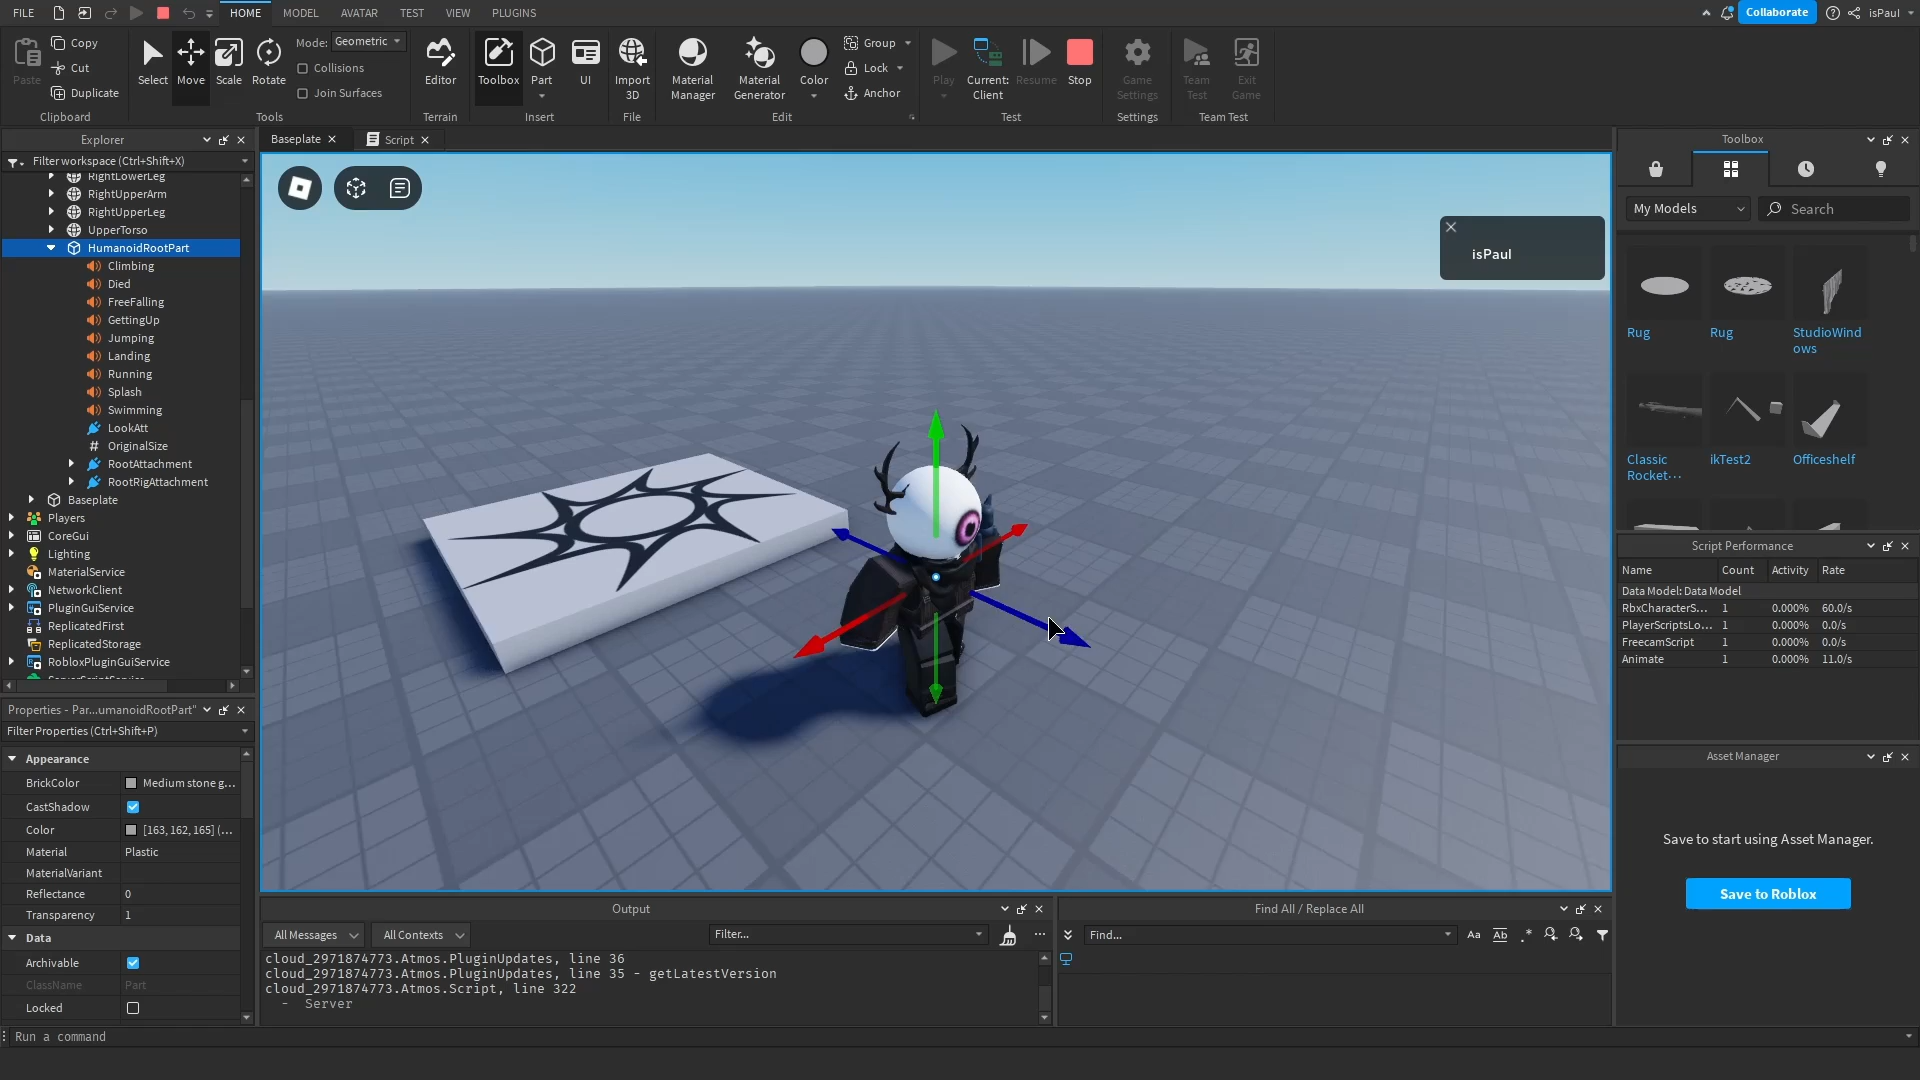 FILE
HOME
MODEL
AVATAR
TEST
VIEW
PLUGINS
Collaborate
isPaul
Paste
Copy
Cut
Duplicate
Clipboard
Select
Move
Scale
Rotate
Mode: Geometric
Collisions
Join Surfaces
Tools
Editor
Terrain
Toolbox
Part
UI
Insert
Import
3D
File
Material
Manager
Material
Generator
Color
Group
Lock
Anchor
Edit
Play
Current:
Client
Resume
Stop
Test
Game
Settings
Settings
Team
Test
Exit
Game
Team Test
Explorer
Filter workspace (Ctrl+Shift+X)
RightLowerLeg
RightUpperArm
RightUpperLeg
UpperTorso
HumanoidRootPart
Climbing
Died
FreeFalling
GettingUp
Jumping
Landing
Running
Splash
Swimming
LookAtt
OriginalSize
RootAttachment
RootRigAttachment
Baseplate
Players
CoreGui
Lighting
MaterialService
NetworkClient
PluginGuiService
ReplicatedFirst
ReplicatedStorage
RobloxPluginGuiService
Properties - Par...umanoidRootPart"
Filter Properties (Ctrl+Shift+P)
Appearance
BrickColor Medium stone g...
CastShadow
Color [163, 162, 165] (...
Material Plastic
MaterialVariant
Reflectance 0
Transparency 1
Data
Archivable
ClassName Part
Locked
Run a command
Baseplate
Script
isPaul
Output
All Messages
All Contexts
Filter...
cloud_2971874773.Atmos.PluginUpdates, line 36
cloud_2971874773.Atmos.PluginUpdates, line 35 - getLatestVersion
cloud_2971874773.Atmos.Script, line 322
- Server
Find All / Replace All
Find...
Aa
Ab
.*
Toolbox
My Models
Search
Rug
Rug
StudioWind
ows
Classic
Rocket...
ikTest2
Officeshelf
Script Performance
Name Count Activity Rate
Data Model: Data Model
RbxCharacterS... 1 0.000% 60.0/s
PlayerScriptsLo... 1 0.000% 0.0/s
FreecamScript 1 0.000% 0.0/s
Animate 1 0.000% 11.0/s
Asset Manager
Save to start using Asset Manager.
Save to Roblox